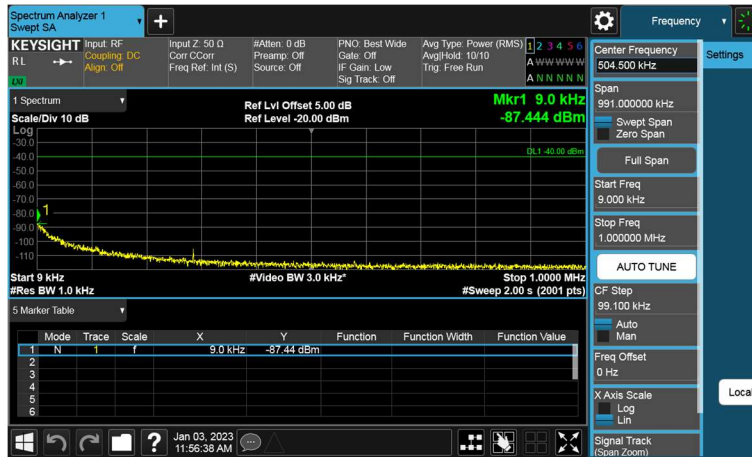 Spectrum Analyzer 1
Swept SA
Frequency
KEYSIGHT
R L
LXI
Input: RF
Coupling: DC
Align: Off
Input Z: 50 Ω
Corr CCorr
Freq Ref: Int (S)
#Atten: 0 dB
Preamp: Off
Source: Off
PNO: Best Wide
Gate: Off
IF Gain: Low
Sig Track: Off
Avg Type: Power (RMS)
Avg|Hold: 10/10
Trig: Free Run
1 2 3 4 5 6
A W W W W W
A N N N N N
1 Spectrum
Scale/Div 10 dB
Ref Lvl Offset 5.00 dB
Ref Level -20.00 dBm
Mkr1 9.0 kHz
-87.444 dBm
Log
-30.0
-40.0
-50.0
-60.0
-70.0
-80.0
-90.0
-100
-110
DL1 -40.00 dBm
1
Start 9 kHz
#Res BW 1.0 kHz
#Video BW 3.0 kHz*
Stop 1.0000 MHz
#Sweep 2.00 s (2001 pts)
5 Marker Table
Mode Trace Scale X Y Function Function Width Function Value
1 N 1 f 9.0 kHz -87.44 dBm
2
3
4
5
6
Jan 03, 2023
11:56:38 AM
Center Frequency
504.500 kHz
Span
991.000000 kHz
Swept Span
Zero Span
Full Span
Start Freq
9.000 kHz
Stop Freq
1.000000 MHz
AUTO TUNE
CF Step
99.100 kHz
Auto
Man
Freq Offset
0 Hz
X Axis Scale
Log
Lin
Signal Track
(Span Zoom)
Settings
Local